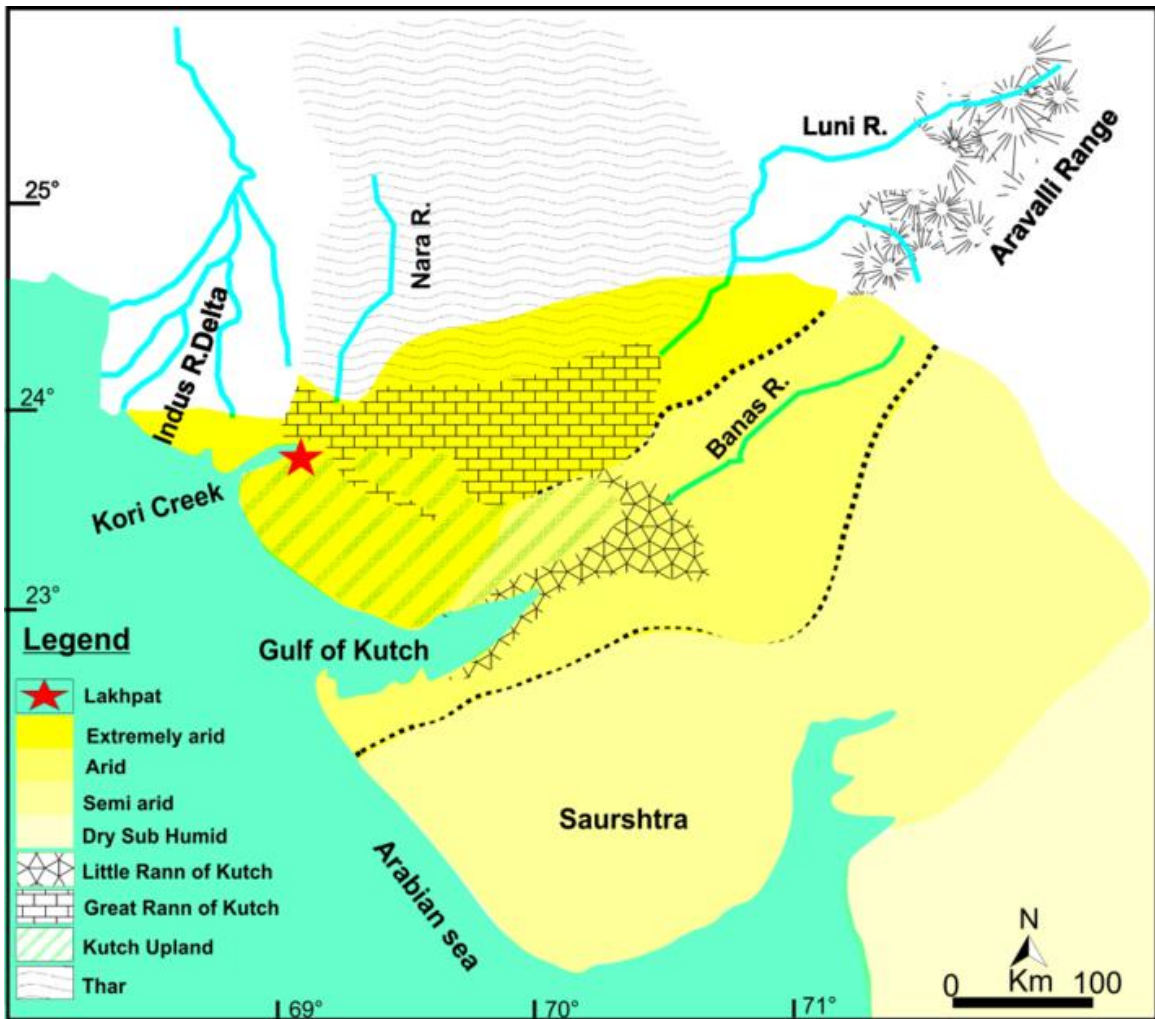 Luni R.
Aravalli Range
25°
Nara R.
Indus R.Delta
24°
Banas R.
Kori Creek
23°
Legend
Gulf of Kutch
Lakhpat
Extremely arid
Arid
Semi arid
Dry Sub Humid
Little Rann of Kutch
Great Rann of Kutch
Kutch Upland
Thar
Saurshtra
Arabian sea
N
0 Km 100
69°
70°
71°